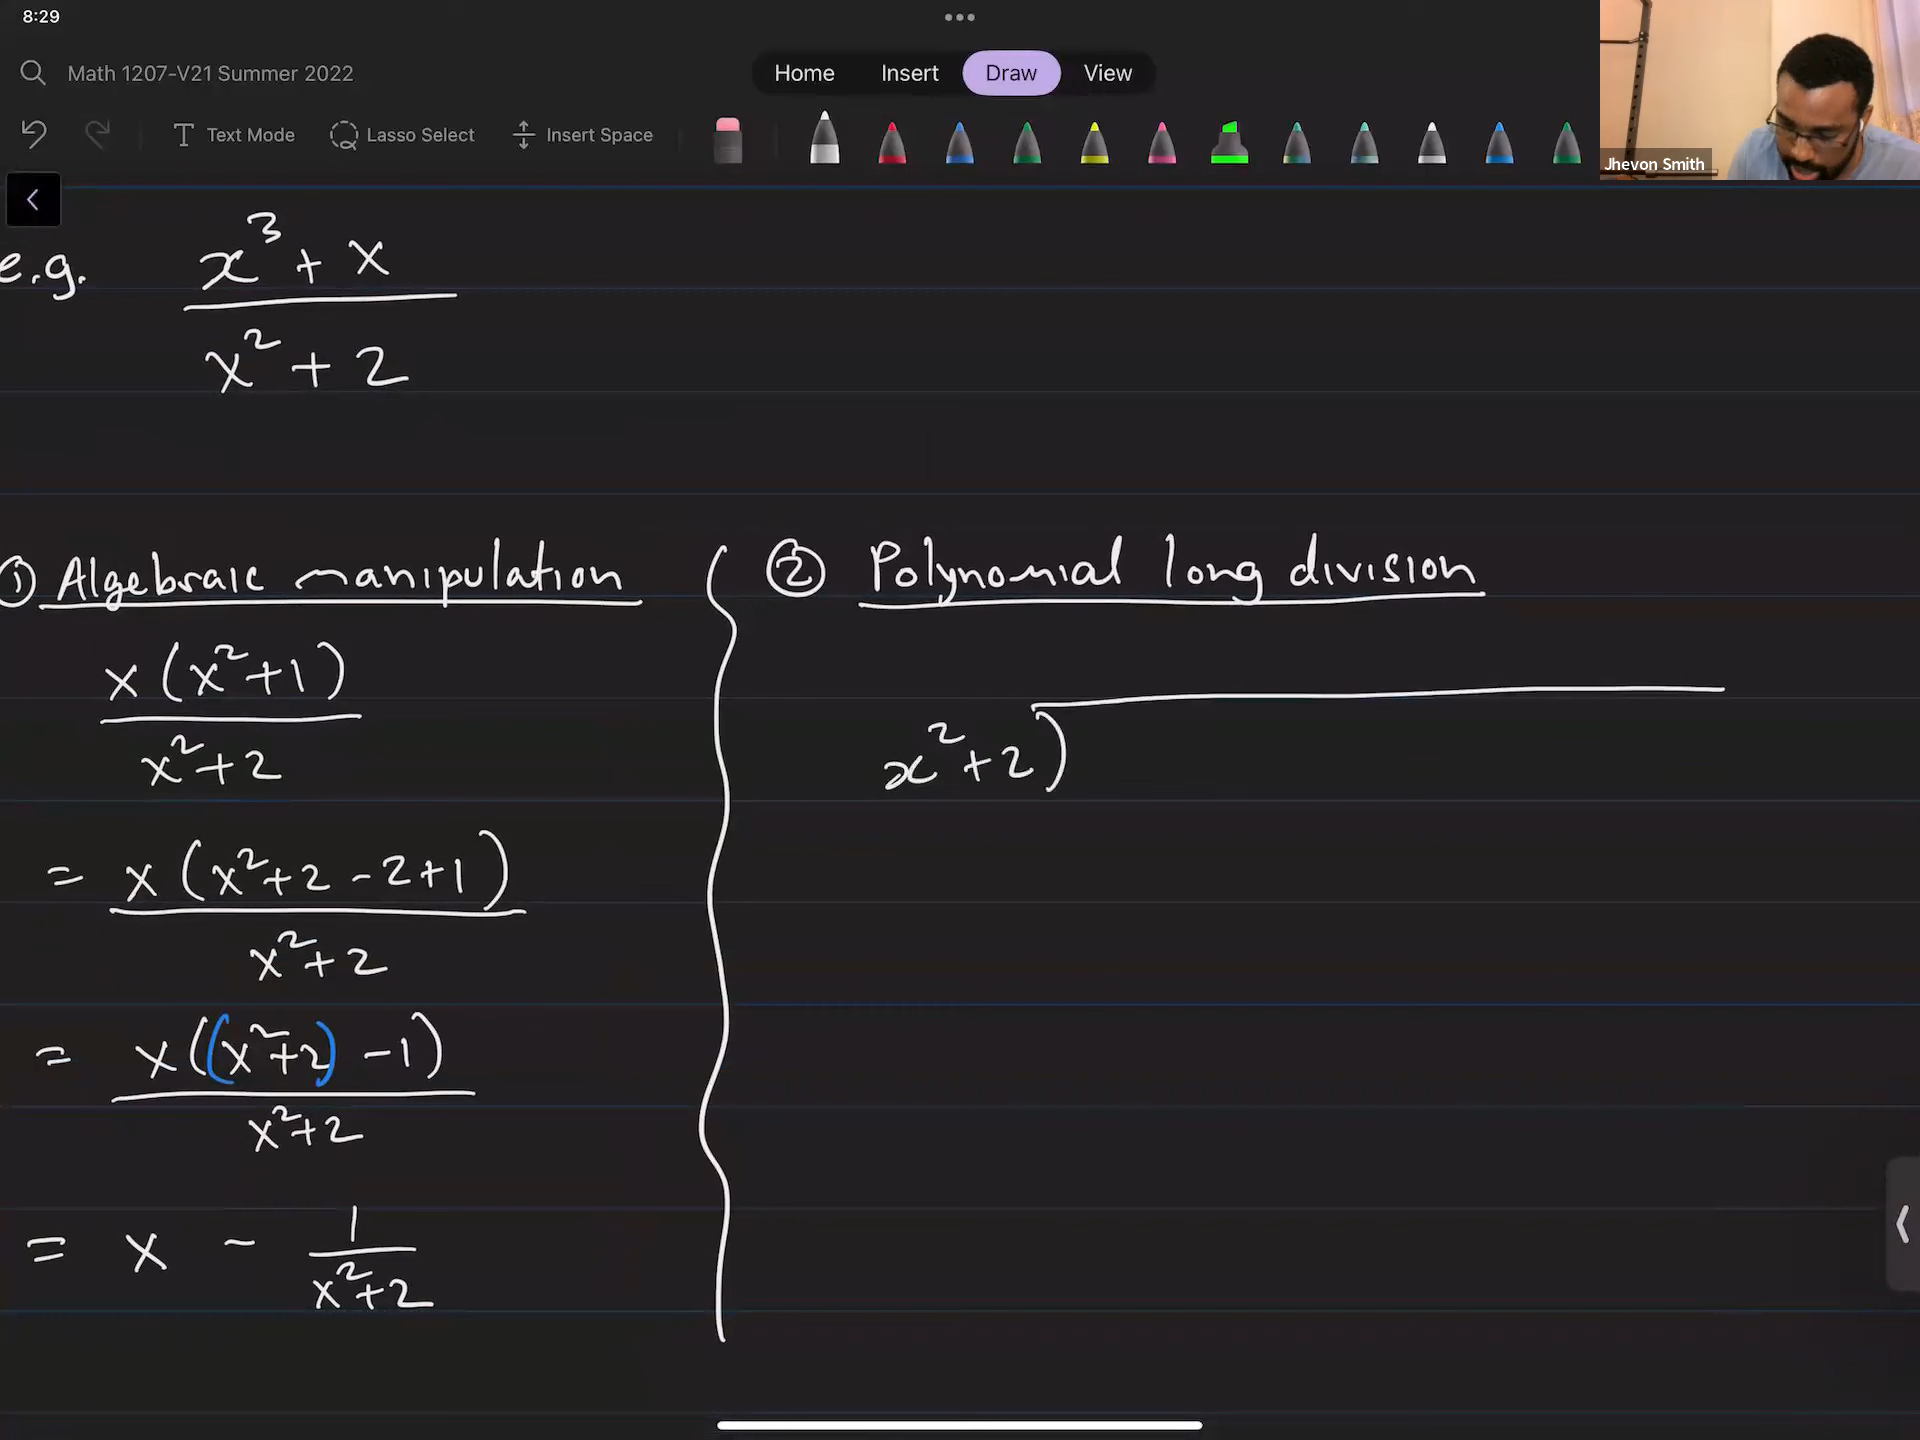 8:29
Math 1207-V21 Summer 2022
Home Insert Draw View
Text Mode Lasso Select Insert Space
Jhevon Smith
e.g. x³ + x
x² + 2
① Algebraic manipulation
x(x²+1)
x²+2
= x(x²+2-2+1)
x²+2
= x((x²+2)-1)
x²+2
= x - 1
x²+2
② Polynomial long division
x²+2)